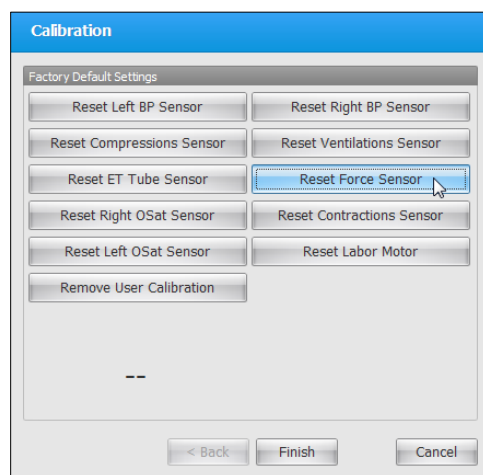 Calibration
Factory Default Settings
Reset Left BP Sensor
Reset Right BP Sensor
Reset Compressions Sensor
Reset Ventilations Sensor
Reset ET Tube Sensor
Reset Force Sensor
Reset Right OSat Sensor
Reset Contractions Sensor
Reset Left OSat Sensor
Reset Labor Motor
Remove User Calibration
--
< Back
Finish
Cancel